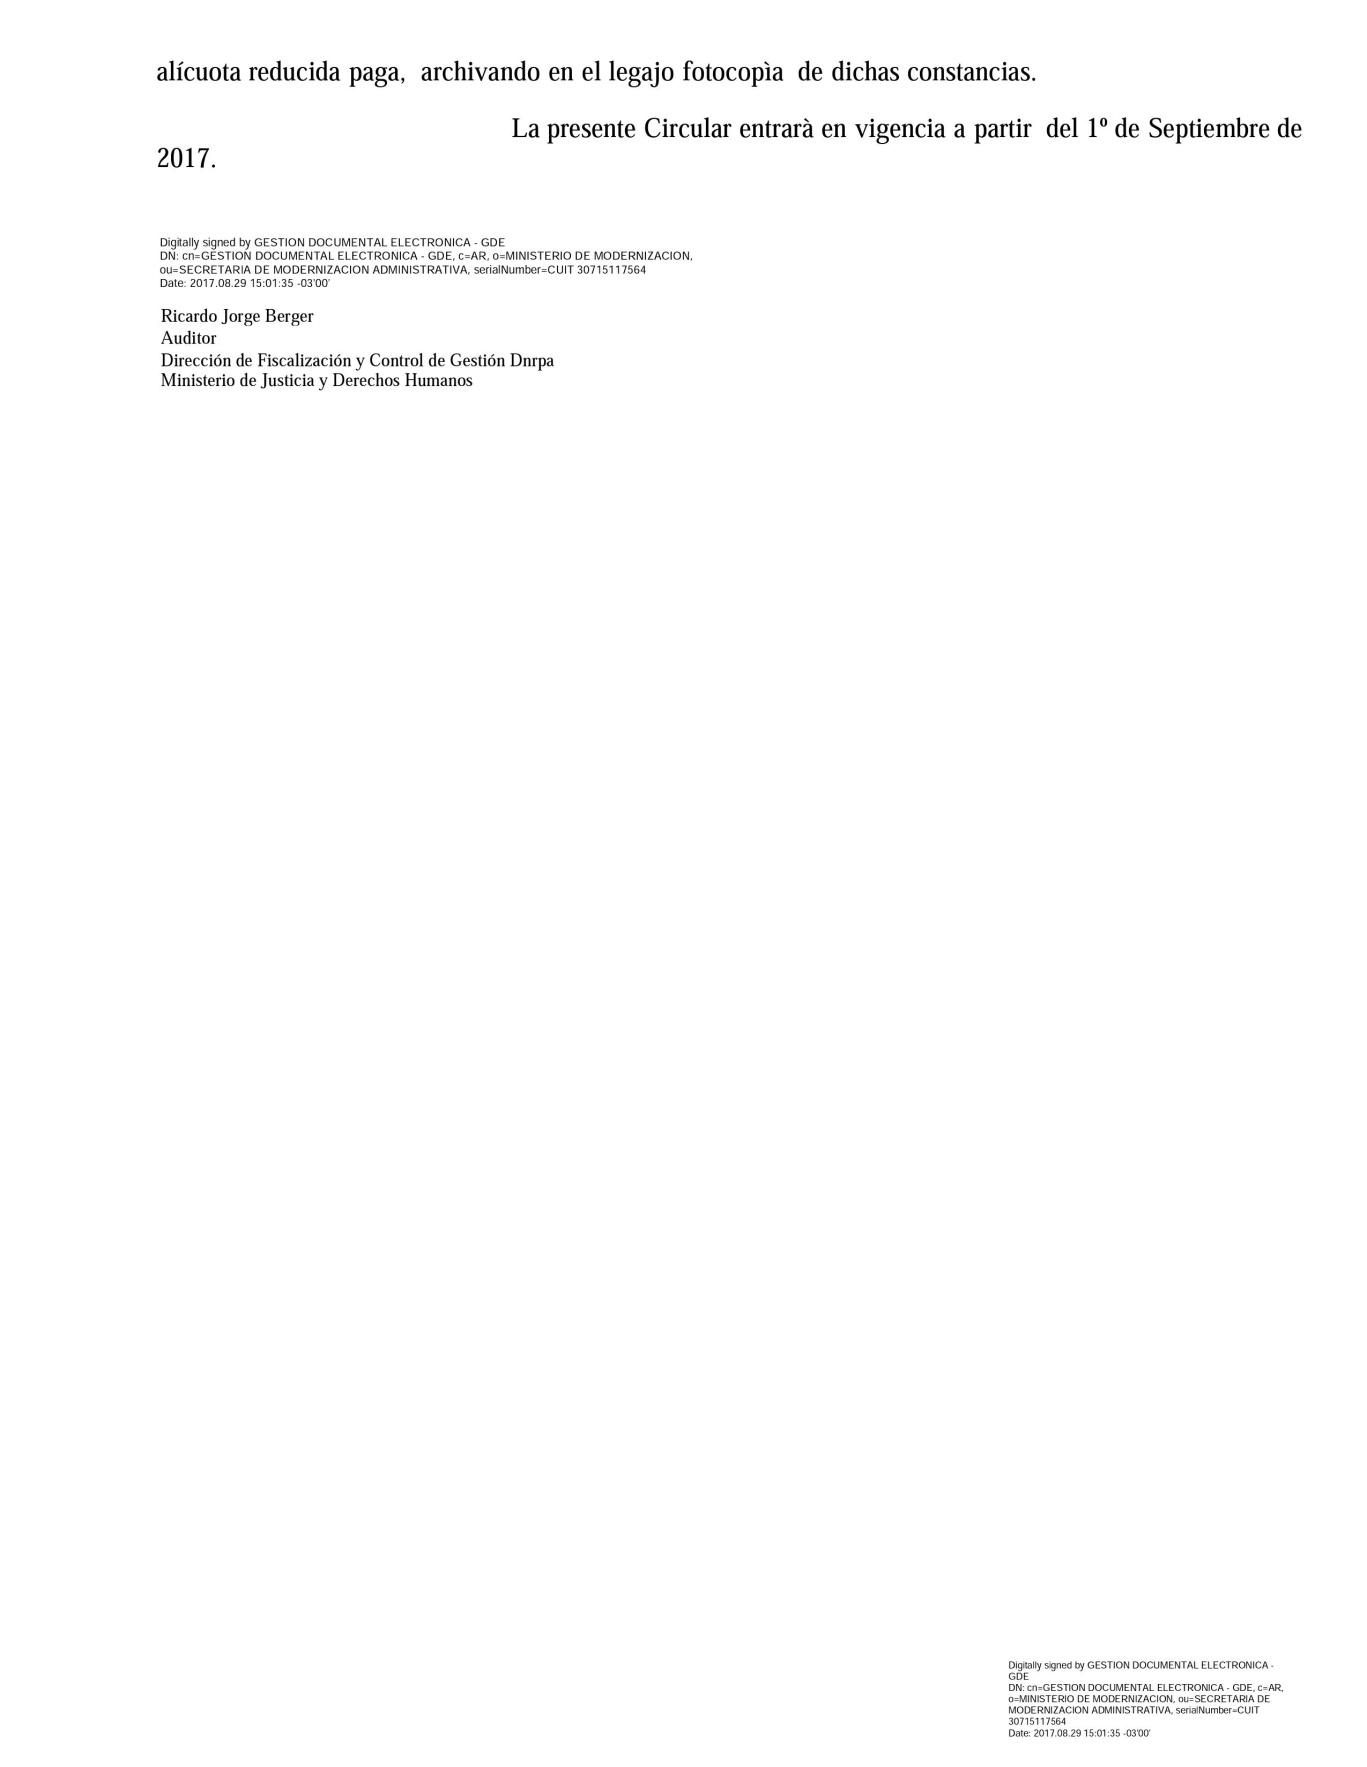 alícuota reducida paga,  archivando en el legajo fotocopìa  de dichas constancias.
La presente Circular entrarà en vigencia a partir  del 1º de Septiembre de
2017.
Digitally signed by GESTION DOCUMENTAL ELECTRONICA - GDE
DN: cn=GESTION DOCUMENTAL ELECTRONICA - GDE, c=AR, o=MINISTERIO DE MODERNIZACION,
ou=SECRETARIA DE MODERNIZACION ADMINISTRATIVA, serialNumber=CUIT 30715117564
Date: 2017.08.29 15:01:35 -03'00'
Ricardo Jorge Berger
Auditor
Dirección de Fiscalización y Control de Gestión Dnrpa
Ministerio de Justicia y Derechos Humanos
Digitally signed by GESTION DOCUMENTAL ELECTRONICA -
GDE
DN: cn=GESTION DOCUMENTAL ELECTRONICA - GDE, c=AR,
o=MINISTERIO DE MODERNIZACION, ou=SECRETARIA DE
MODERNIZACION ADMINISTRATIVA, serialNumber=CUIT
30715117564
Date: 2017.08.29 15:01:35 -03'00'